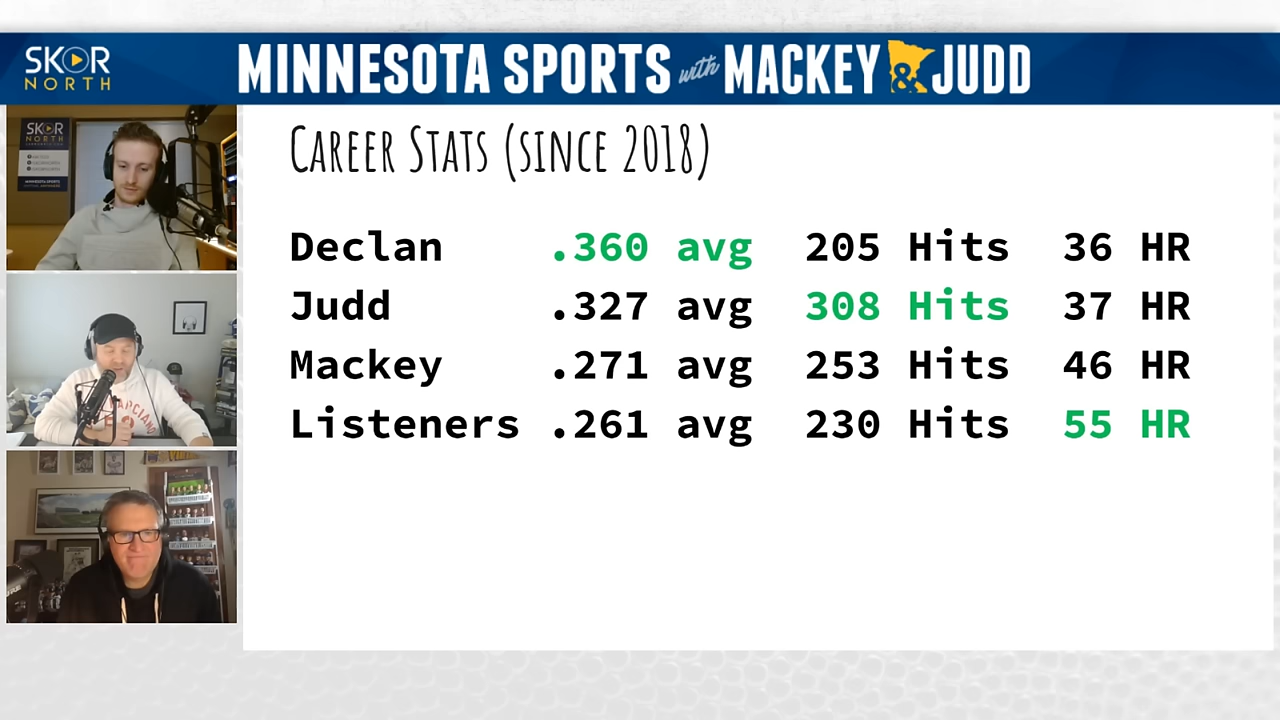 SKOR
NORTH
MINNESOTA SPORTS with MACKEY & JUDD
SKOR
NORTH
CAREER STATS (SINCE 2018)
Declan .360 avg 205 Hits 36 HR
Judd .327 avg 308 Hits 37 HR
Mackey .271 avg 253 Hits 46 HR
Listeners .261 avg 230 Hits 55 HR